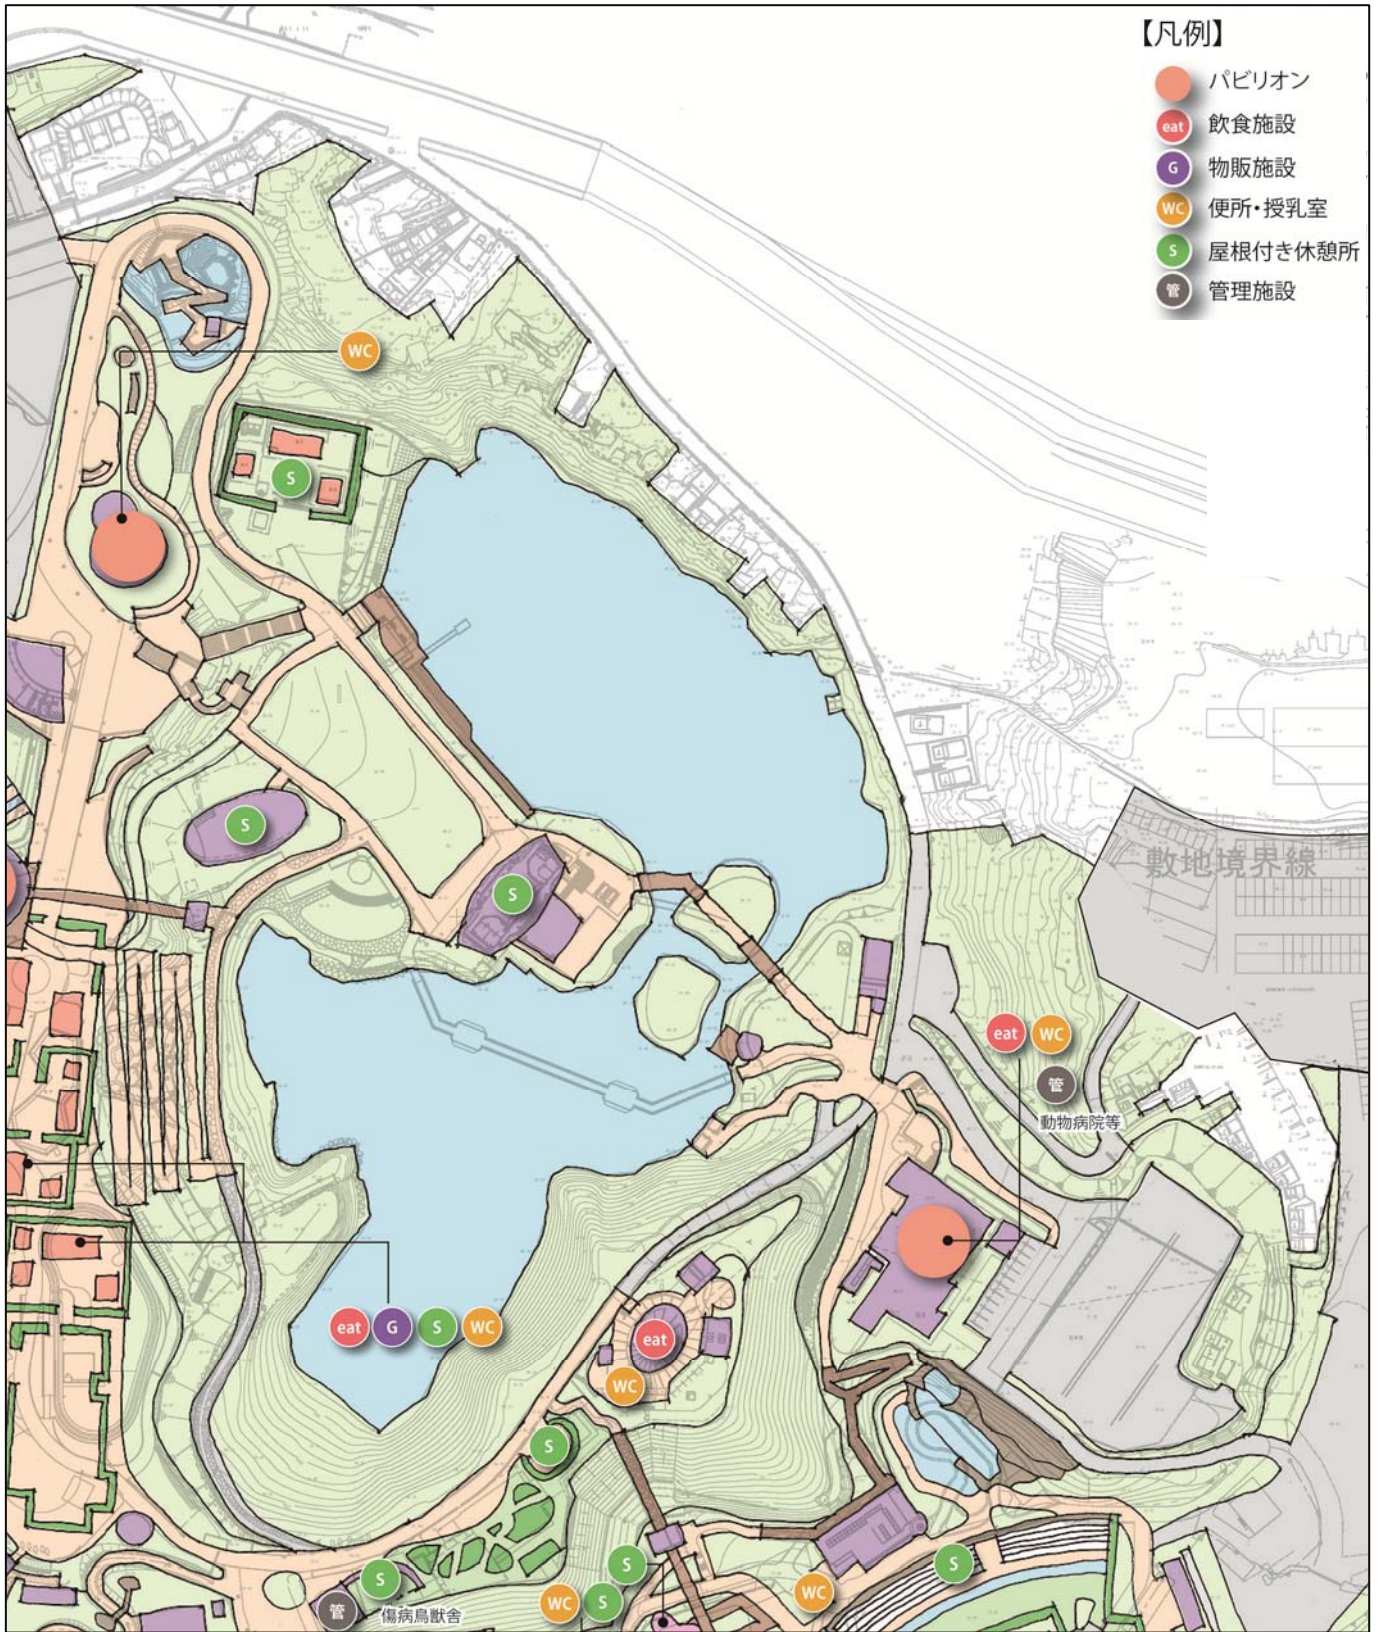 【凡例】
パビリオン
eat 飲食施設
G 物販施設
WC 便所・授乳室
S 屋根付き休憩所
管 管理施設
WC
S
S
敷地境界線
S
eat WC
管
動物病院等
eat G S WC
eat
WC
S
S
S
S
WC S
WC
管
傷病鳥獣舎